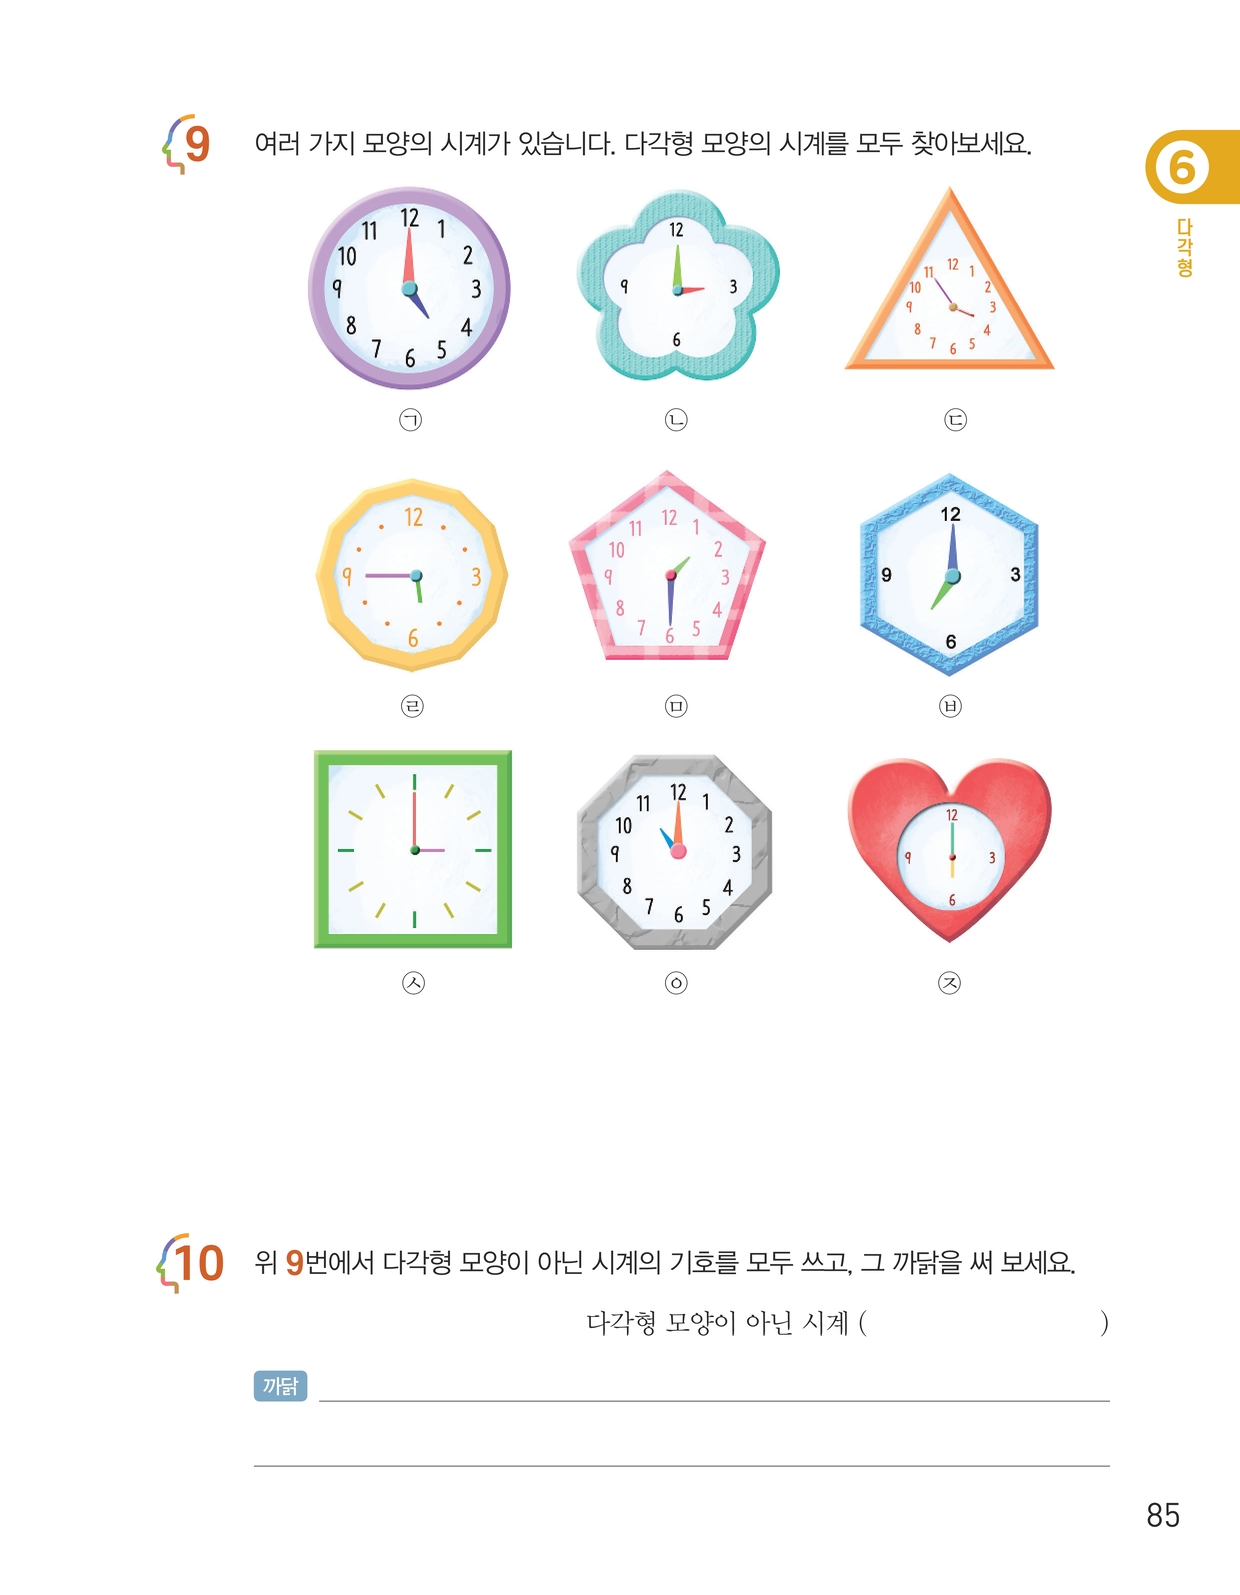 9 여러 가지 모양의 시계가 있습니다. 다각형 모양의 시계를 모두 찾아보세요.
6
다각형
12 1 2 3 4 5 6 7 8 9 10 11
12 3 6 9
12 1 2 3 4 5 6 7 8 9 10 11
㉠ ㉡ ㉢
12 3 6 9
12 1 2 3 4 5 6 7 8 9 10 11
12 3 6 9
㉣ ㉤ ㉥
12 1 2 3 4 5 6 7 8 9 10 11
12 3 6 9
㉦ ㉧ ㉨
10 위 9번에서 다각형 모양이 아닌 시계의 기호를 모두 쓰고, 그 까닭을 써 보세요.
다각형 모양이 아닌 시계 ( )
까닭
85